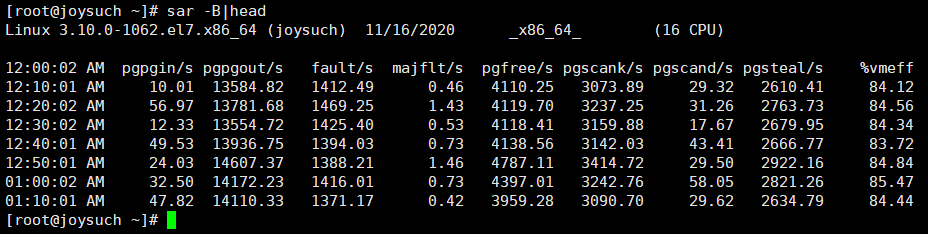 [root@joysuch ~]# sar -B|head
Linux 3.10.0-1062.el7.x86_64 (joysuch) 11/16/2020 _x86_64_ (16 CPU)
12:00:02 AM pgpgin/s pgpgout/s fault/s majflt/s pgfree/s pgscank/s pgscand/s pgsteal/s %vmeff
12:10:01 AM 10.01 13584.82 1412.49 0.46 4110.25 3073.89 29.32 2610.41 84.12
12:20:02 AM 56.97 13781.68 1469.25 1.43 4119.70 3237.25 31.26 2763.73 84.56
12:30:02 AM 12.33 13554.72 1425.40 0.53 4118.41 3159.88 17.67 2679.95 84.34
12:40:01 AM 49.53 13936.75 1394.03 0.73 4138.56 3142.03 43.41 2666.77 83.72
12:50:01 AM 24.03 14607.37 1388.21 1.46 4787.11 3414.72 29.50 2922.16 84.84
01:00:02 AM 32.50 14172.23 1416.01 0.73 4397.01 3242.76 58.05 2821.26 85.47
01:10:01 AM 47.82 14110.33 1371.17 0.42 3959.28 3090.70 29.62 2634.79 84.44
[root@joysuch ~]#